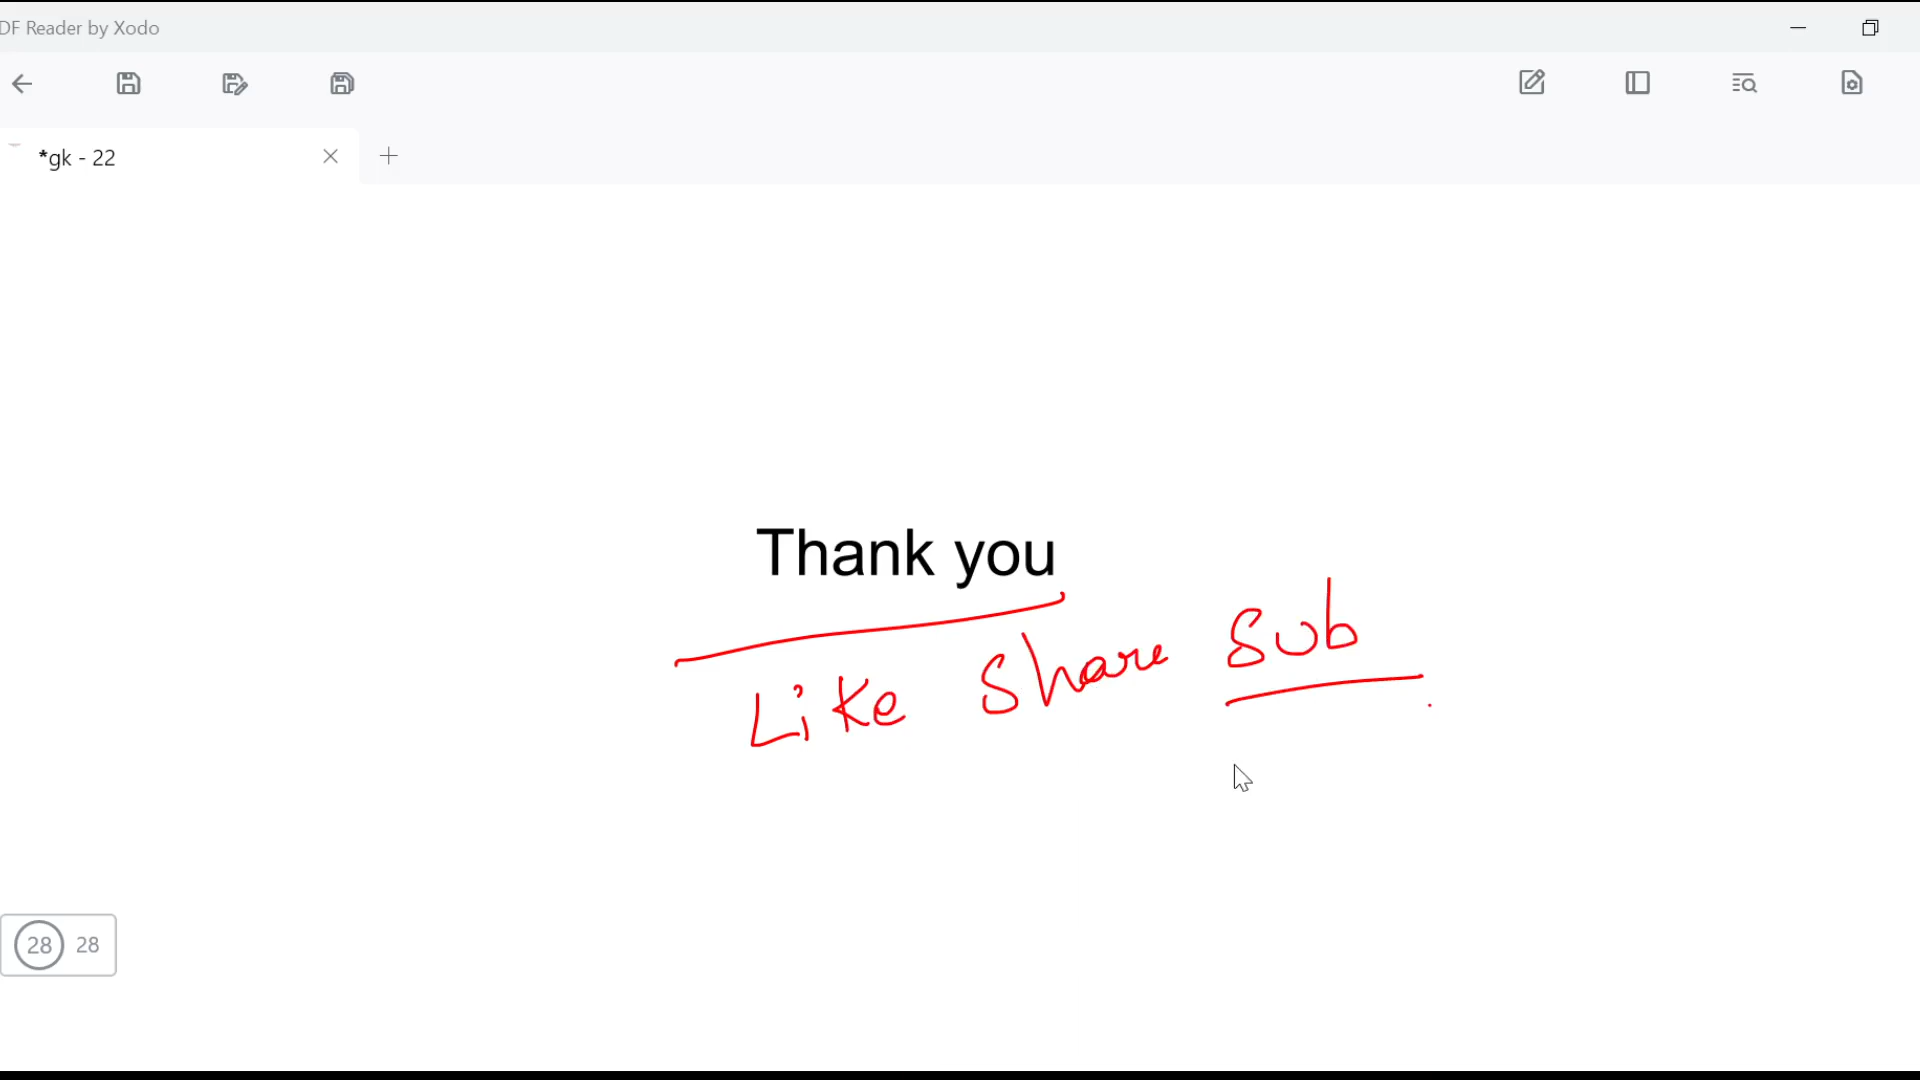 DF Reader by Xodo
*gk - 22
Thank you
Like Share Sub
28 28